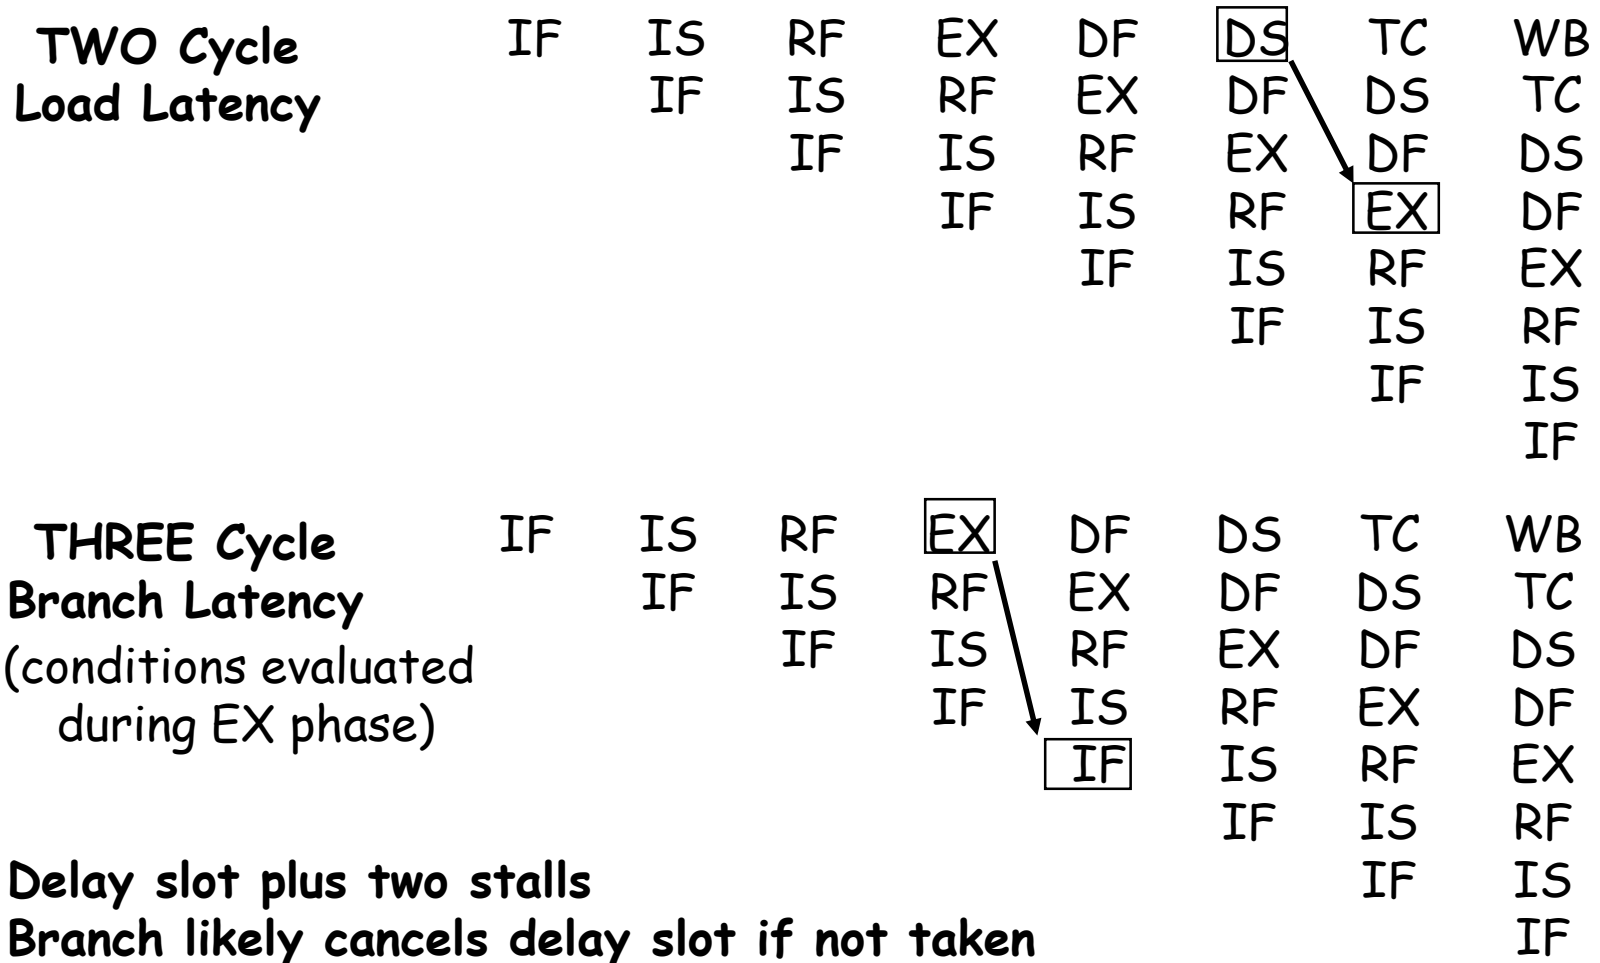 TWO Cycle IF IS RF EX DF DS TC WB
Load Latency IF IS RF EX DF DS TC
IF IS RF EX DF DS
IF IS RF EX DF
IF IS RF EX
IF IS RF
IF IS
IF
THREE Cycle IF IS RF EX DF DS TC WB
Branch Latency IF IS RF EX DF DS TC
(conditions evaluated IF IS RF EX DF DS
during EX phase) IF IS RF EX DF
IF IS RF EX
IF IS RF
Delay slot plus two stalls IF IS
Branch likely cancels delay slot if not taken IF